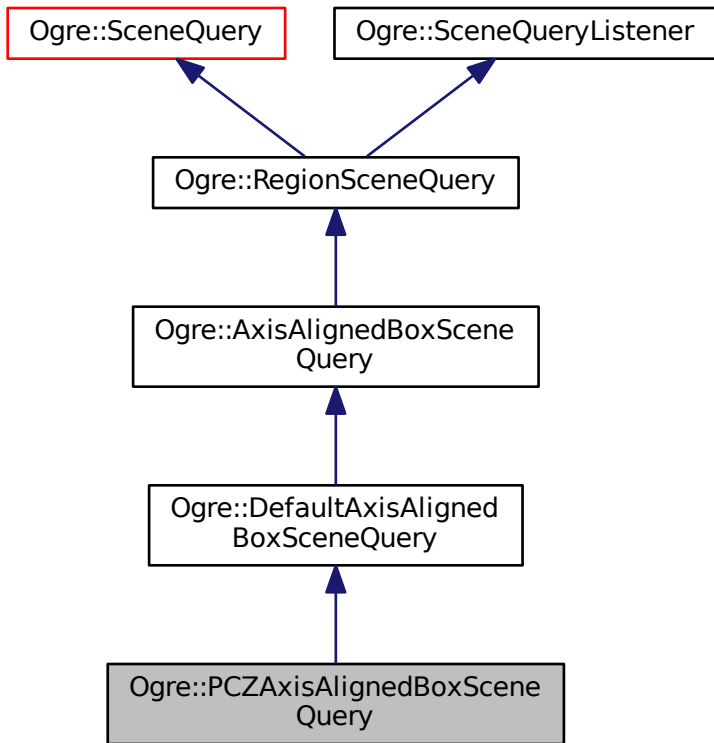 Ogre::SceneQuery
Ogre::SceneQueryListener
Ogre::RegionSceneQuery
Ogre::AxisAlignedBoxScene
Query
Ogre::DefaultAxisAligned
BoxSceneQuery
Ogre::PCZAxisAlignedBoxScene
Query